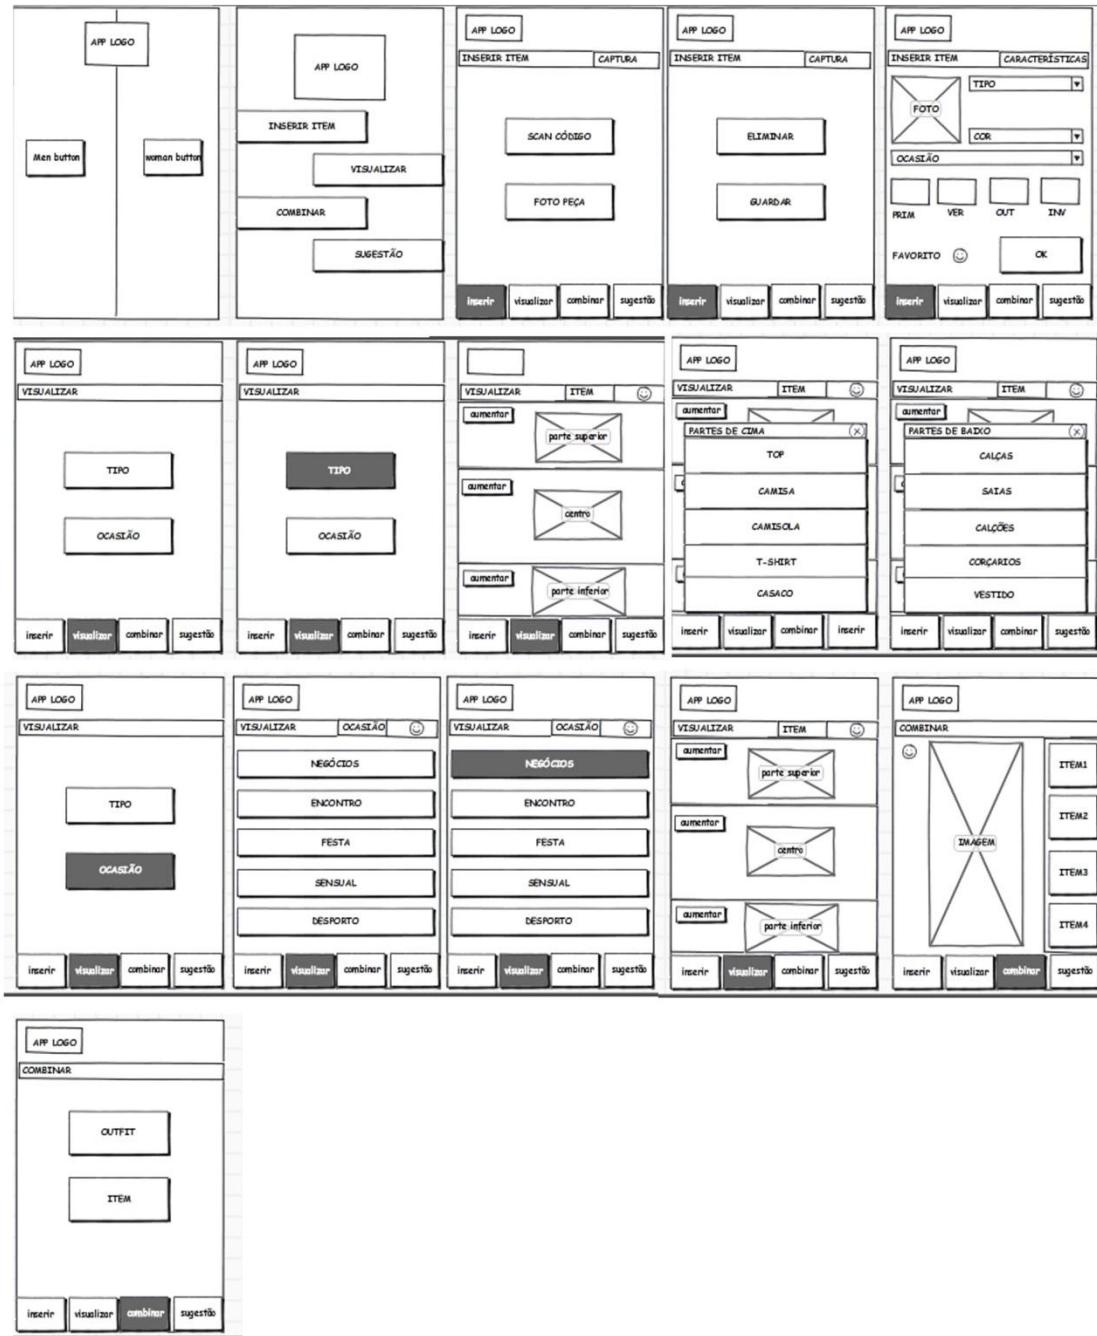 APP LOGO
Men button
woman button
APP LOGO
INSERIR ITEM
VISUALIZAR
COMBINAR
SUGESTÃO
APP LOGO
INSERIR ITEM CAPTURA
SCAN CÓDIGO
FOTO PEÇA
inserir visualizar combinar sugestão
APP LOGO
INSERIR ITEM CAPTURA
ELIMINAR
GUARDAR
inserir visualizar combinar sugestão
APP LOGO
INSERIR ITEM CARACTERÍSTICAS
TIPO
FOTO
COR
OCASIÃO
PRIM VER OUT INV
FAVORITO OK
inserir visualizar combinar sugestão
APP LOGO
VISUALIZAR
TIPO
OCASIÃO
inserir visualizar combinar sugestão
APP LOGO
VISUALIZAR
TIPO
OCASIÃO
inserir visualizar combinar sugestão
VISUALIZAR ITEM
aumentar
parte superior
aumentar
centro
aumentar
parte inferior
inserir visualizar combinar sugestão
APP LOGO
VISUALIZAR ITEM
aumentar
PARTES DE CIMA
TOP
CAMISA
CAMISOLA
T-SHIRT
CASACO
inserir visualizar combinar inserir
APP LOGO
VISUALIZAR ITEM
aumentar
PARTES DE BAIXO
CALÇAS
SAIAS
CALÇÕES
CORÇARIOS
VESTIDO
inserir visualizar combinar sugestão
APP LOGO
VISUALIZAR
TIPO
OCASIÃO
inserir visualizar combinar sugestão
APP LOGO
VISUALIZAR OCASIÃO
NEGÓCIOS
ENCONTRO
FESTA
SENSUAL
DESPORTO
inserir visualizar combinar sugestão
APP LOGO
VISUALIZAR OCASIÃO
NEGÓCIOS
ENCONTRO
FESTA
SENSUAL
DESPORTO
inserir visualizar combinar sugestão
APP LOGO
VISUALIZAR ITEM
aumentar
parte superior
aumentar
centro
aumentar
parte inferior
inserir visualizar combinar sugestão
APP LOGO
COMBINAR
ITEM1
ITEM2
IMAGEM
ITEM3
ITEM4
inserir visualizar combinar sugestão
APP LOGO
COMBINAR
OUTFIT
ITEM
inserir visualizar combinar sugestão